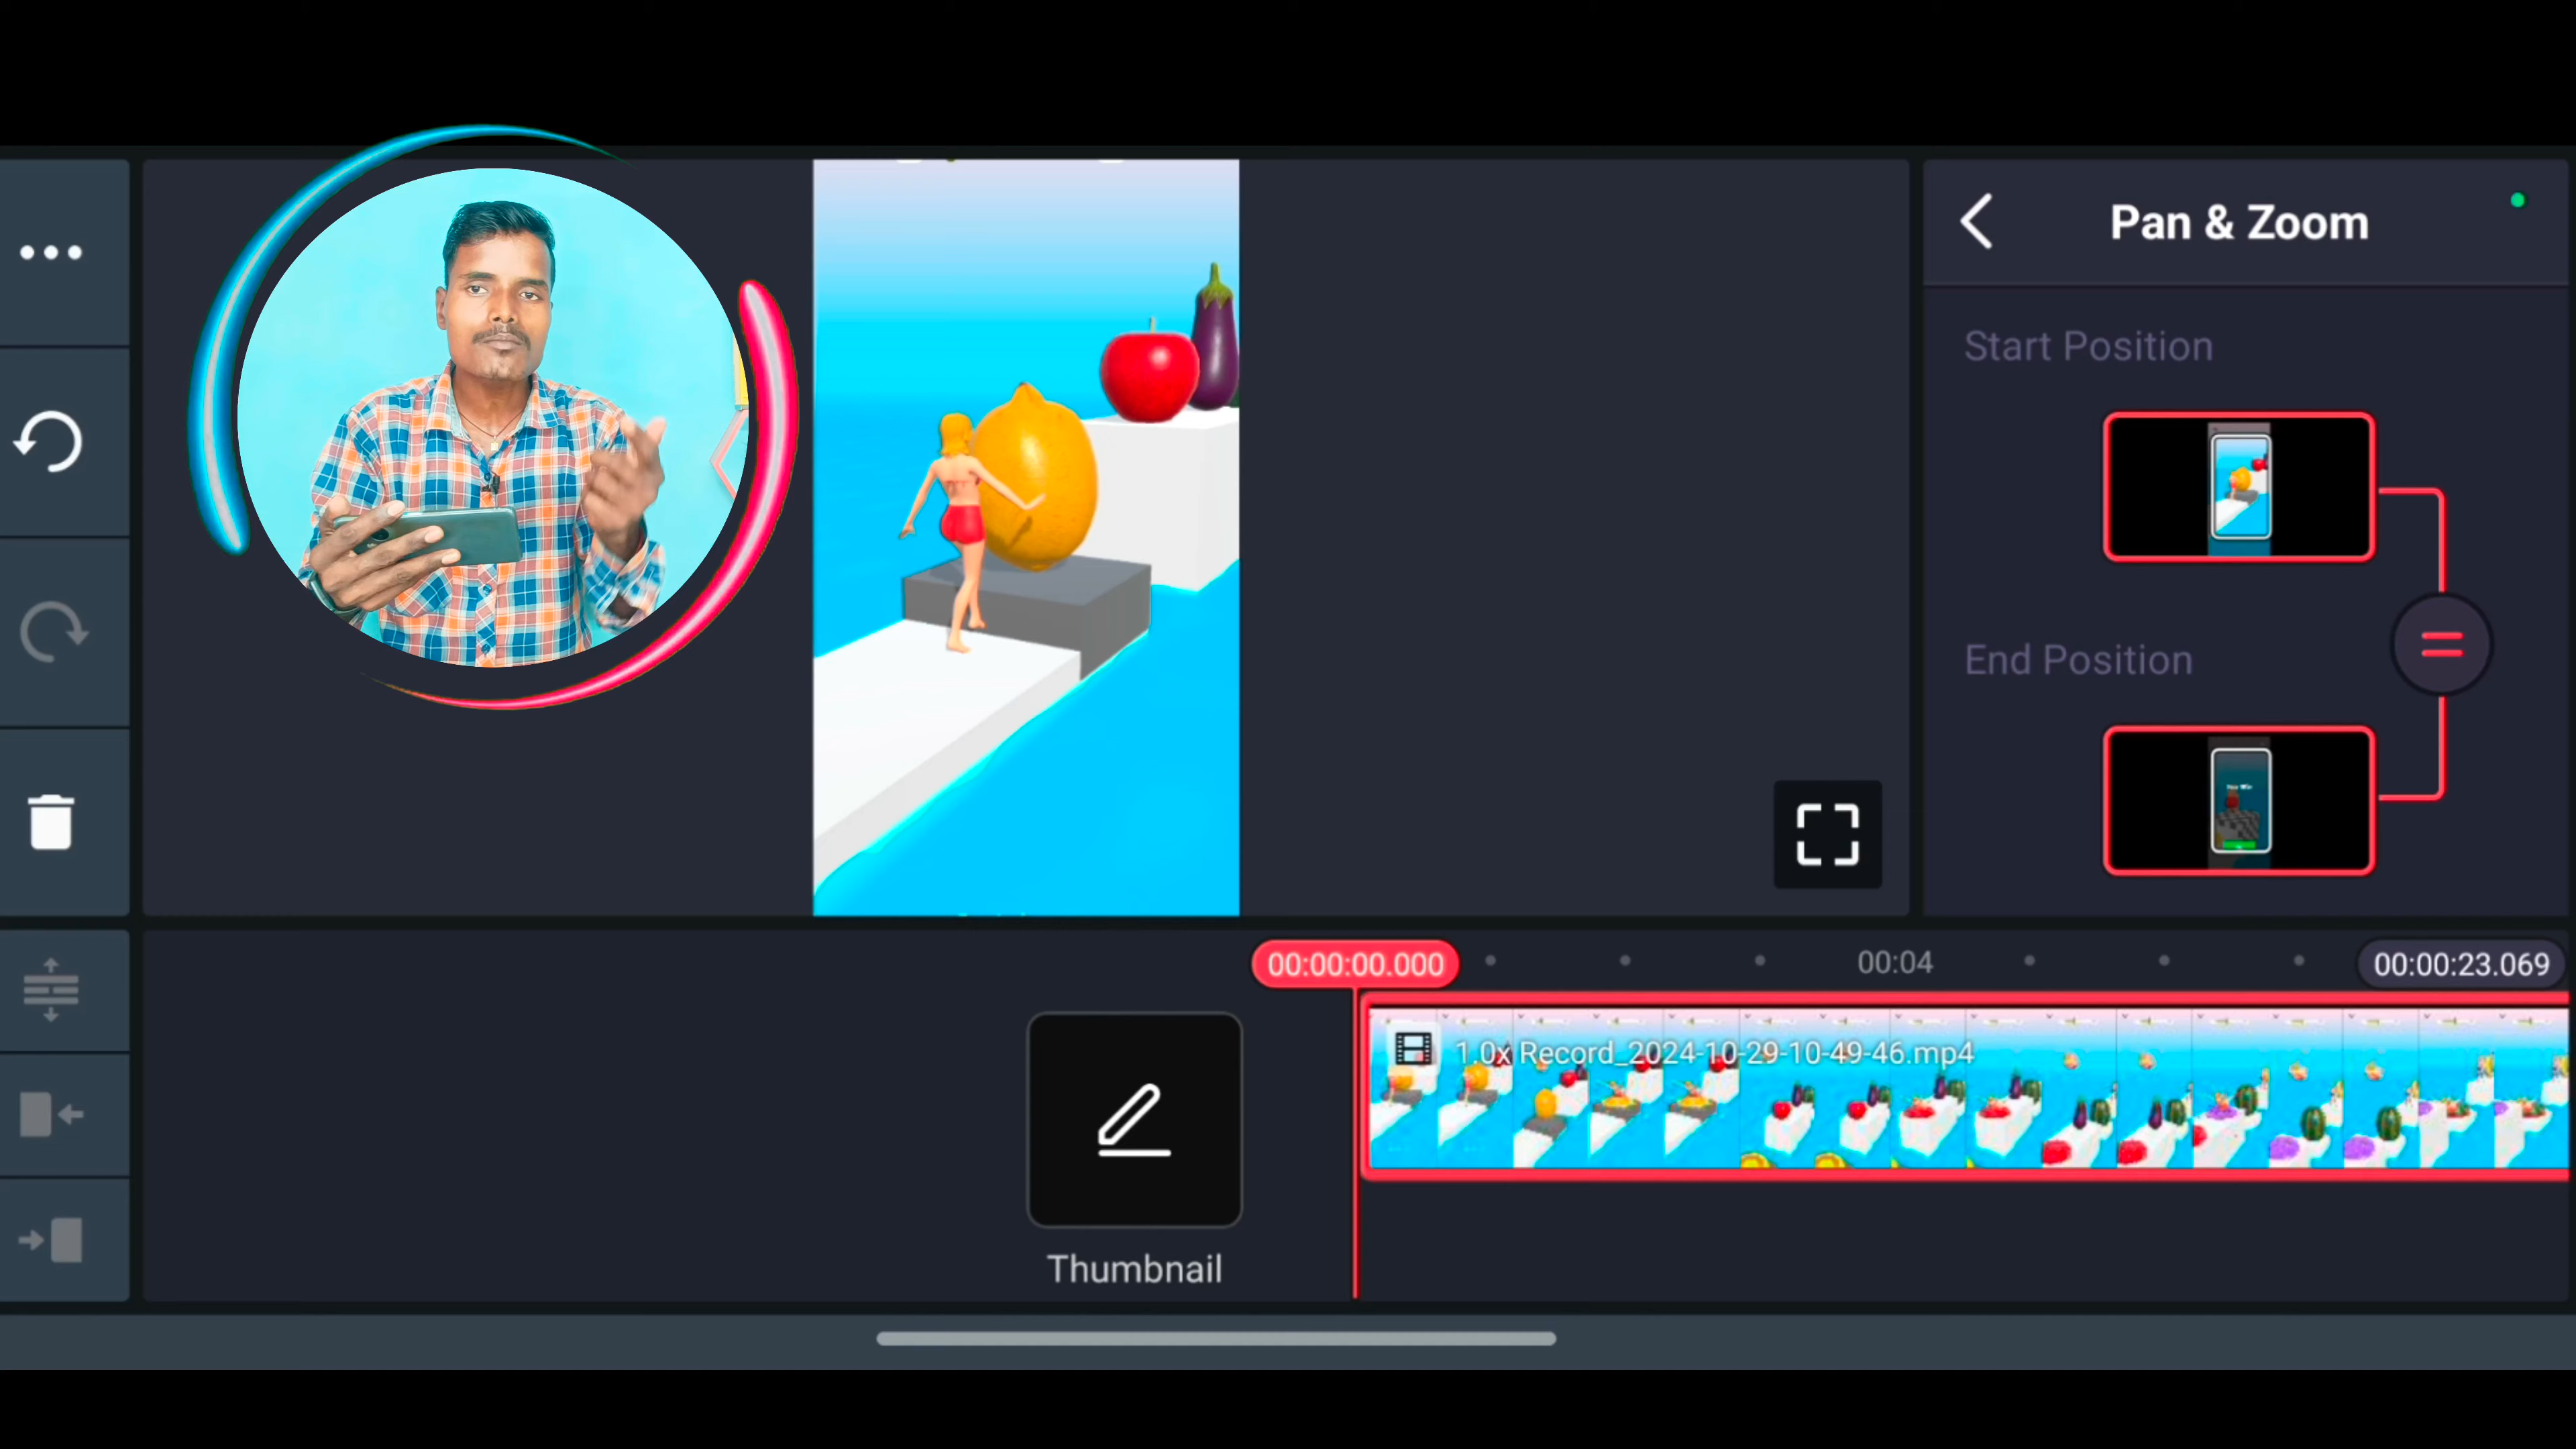 Pan & Zoom
Start Position
End Position
00:00:00.000
00:04
00:00:23.069
1.0x Record_2024-10-29-10-49-46.mp4
Thumbnail